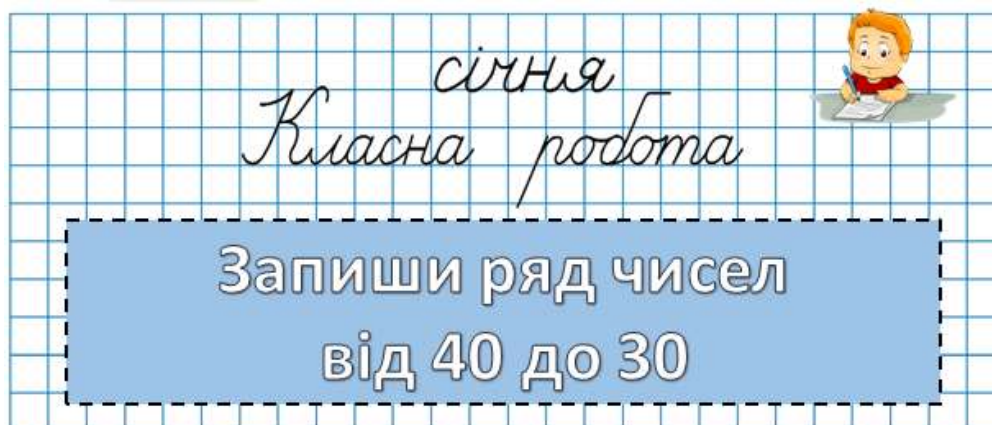 січня
Класна робота
Запиши ряд чисел
від 40 до 30